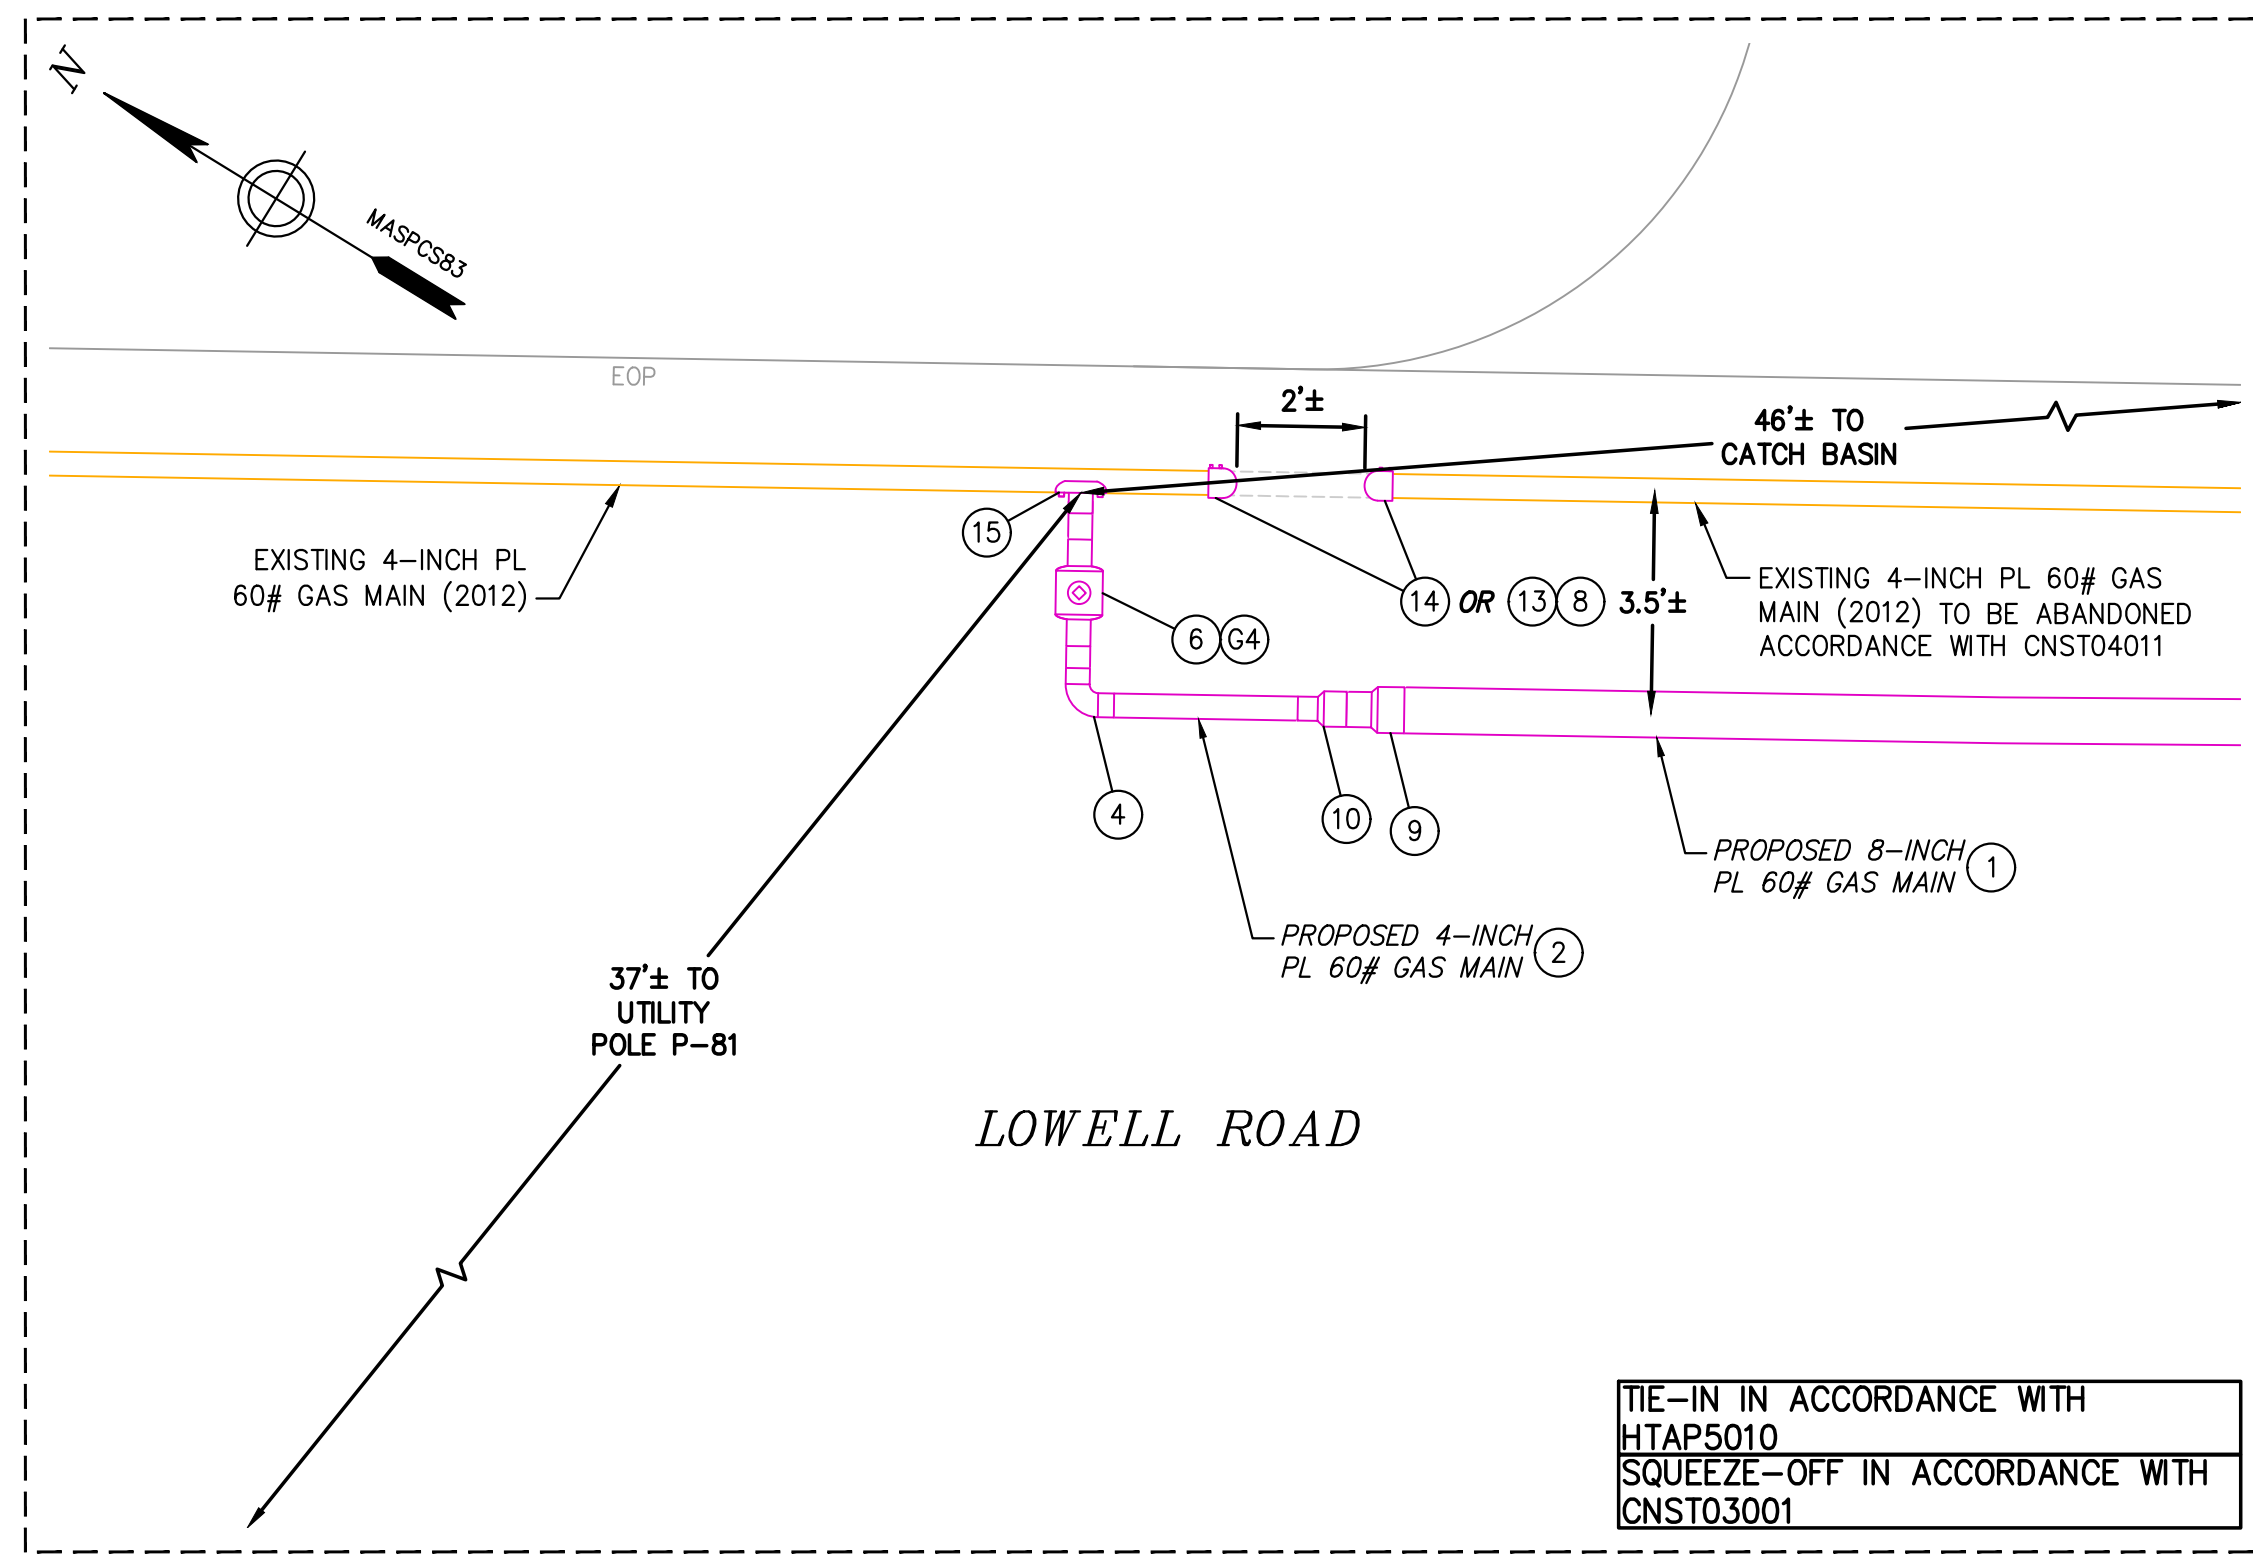 N
MASPCS83
EOP
2'±
46'± TO
CATCH BASIN
15
EXISTING 4-INCH PL
60# GAS MAIN (2012)
14 OR 13 8
3.5'±
EXISTING 4-INCH PL 60# GAS
MAIN (2012) TO BE ABANDONED
ACCORDANCE WITH CNST04011
6 G4
4
10
9
PROPOSED 8-INCH
PL 60# GAS MAIN
1
PROPOSED 4-INCH
PL 60# GAS MAIN
2
37'± TO
UTILITY
POLE P-81
LOWELL ROAD
TIE-IN IN ACCORDANCE WITH
HTAP5010
SQUEEZE-OFF IN ACCORDANCE WITH
CNST03001